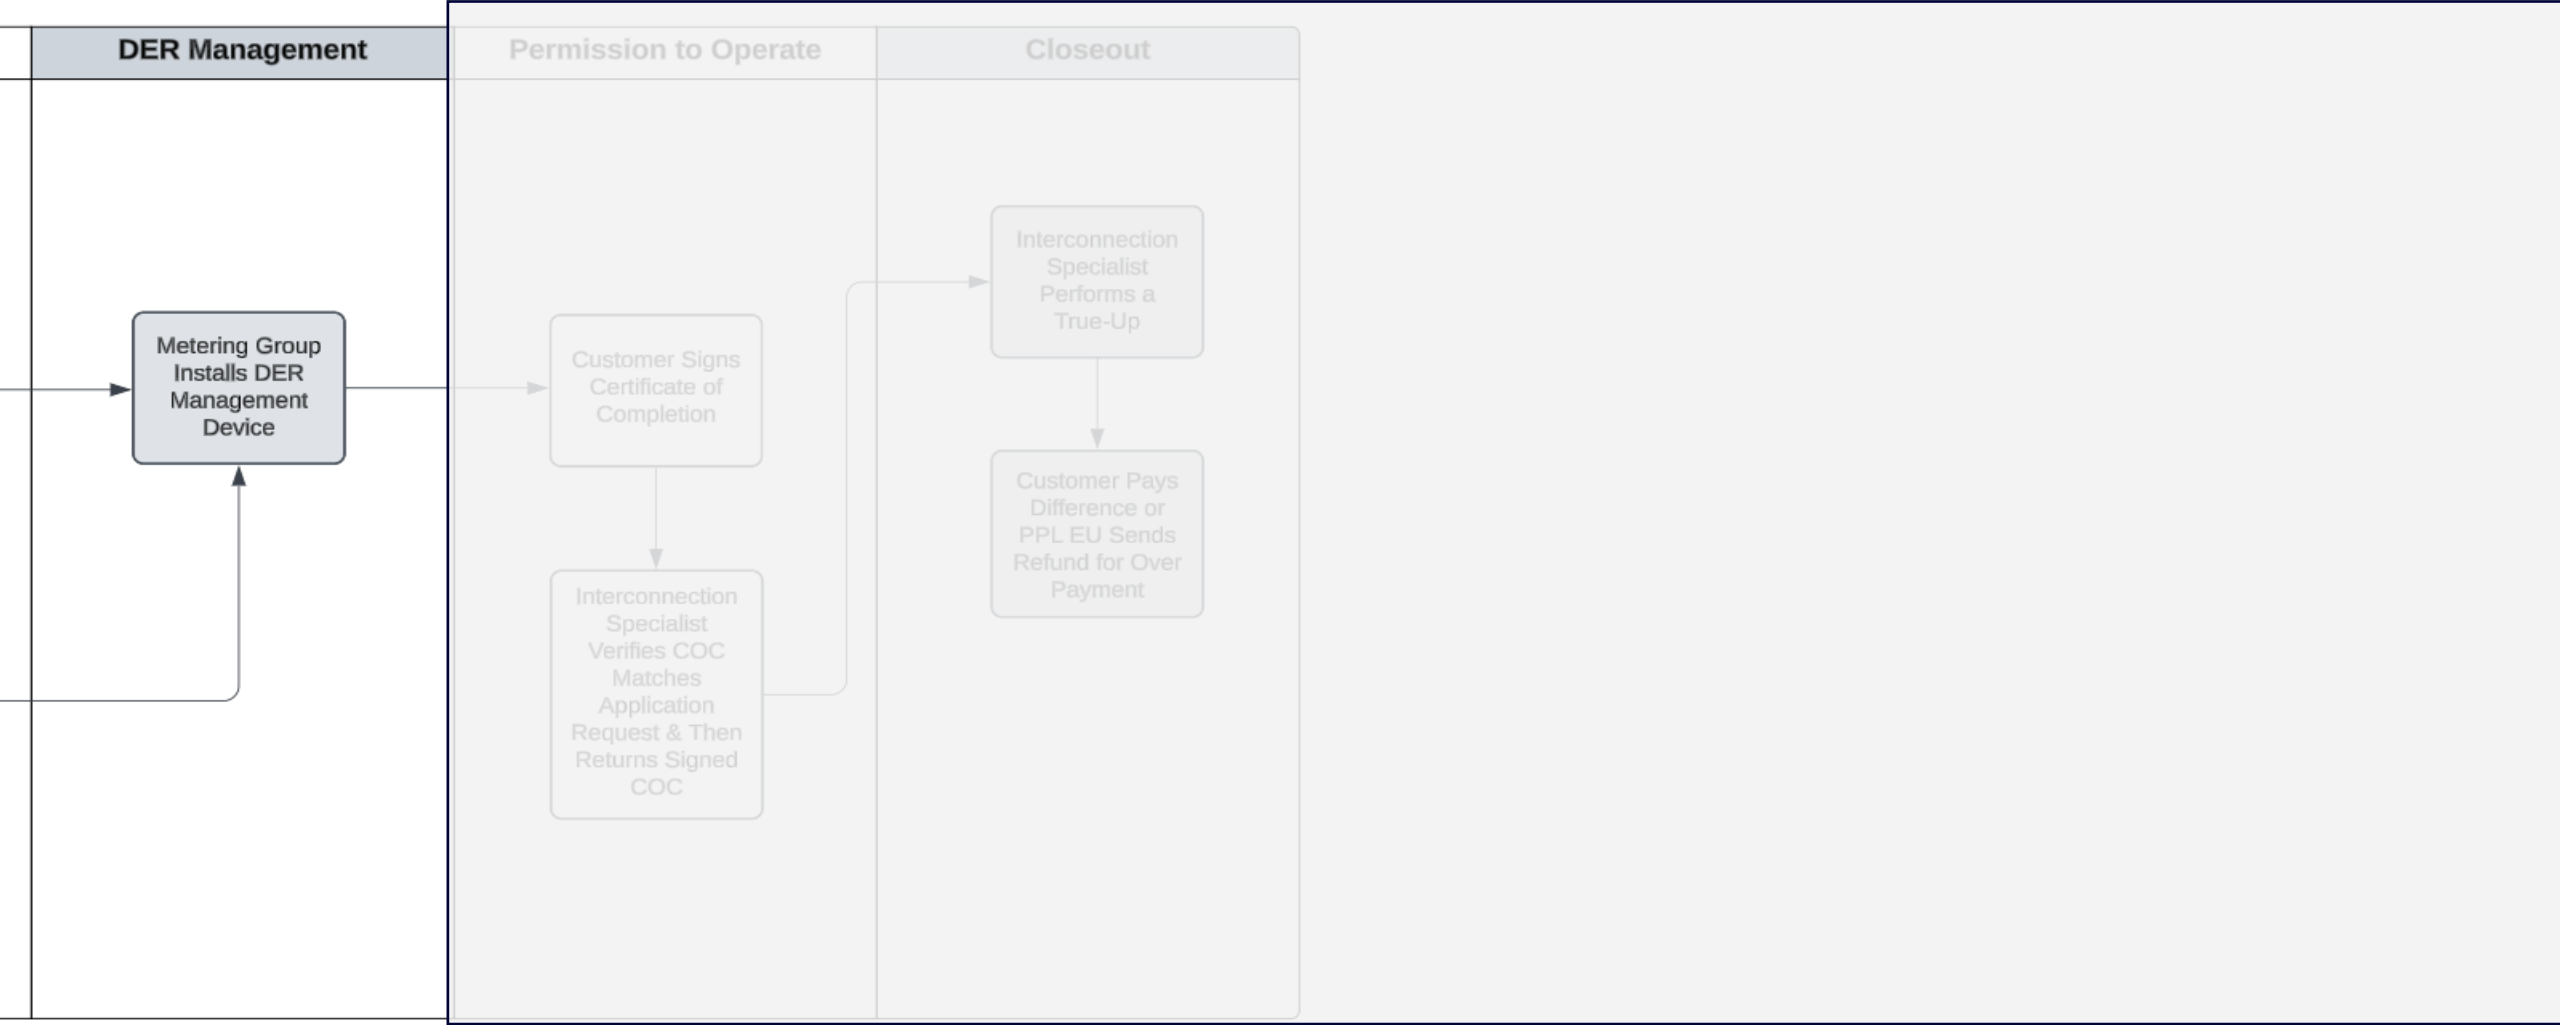 DER Management
Permission to Operate
Closeout
Metering Group
Installs DER
Management
Device
Customer Signs
Certificate of
Completion
Interconnection
Specialist
Verifies COC
Matches
Application
Request & Then
Returns Signed
COC
Interconnection
Specialist
Performs a
True-Up
Customer Pays
Difference or
PPL EU Sends
Refund for Over
Payment